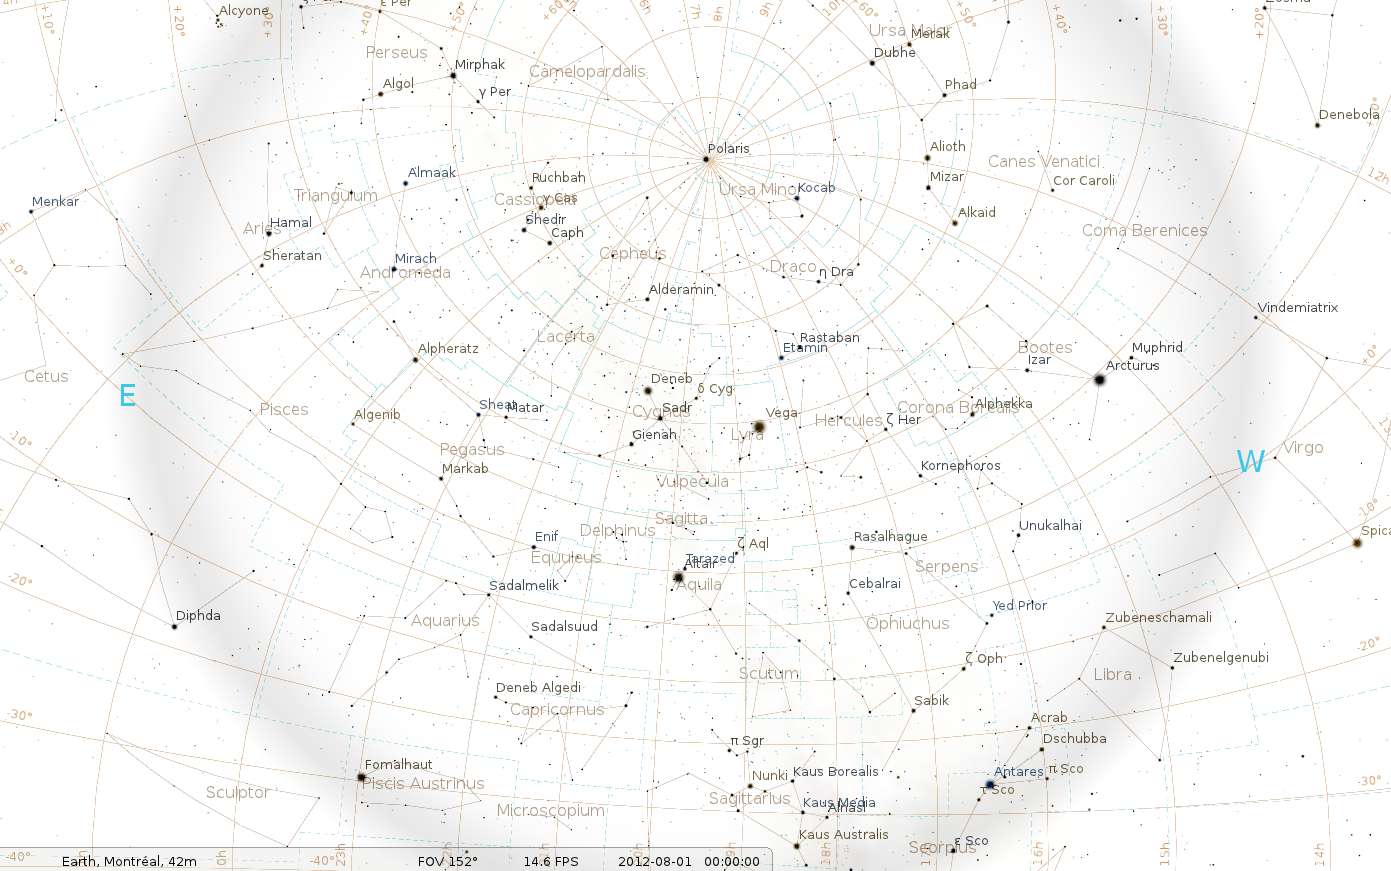 Alcyone
ε Per
+10°
+20°
+30°
+40°
+50°
+60°
6h
7h
8h
9h
10h
+60°
+50°
+40°
+30°
+20°
Perseus
Mirphak
Camelopardalis
Ursa Major
Merak
Dubhe
Algol
γ Per
Phad
Denebola
Polaris
Alioth
Canes Venatici
Almaak
Ruchbah
Mizar
Cor Caroli
12h
Triangulum
Cassiopeia
γ Cas
Ursa Minor
Kocab
Menkar
Alkaid
Aries
Hamal
Shedir
Caph
Coma Berenices
Sheratan
Mirach
Andromeda
Cepheus
Draco
η Dra
+0°
Alderamin
Vindemiatrix
Lacerta
Rastaban
Etamin
Alpheratz
Bootes
Muphrid
Izar
Arcturus
+0°
Cetus
E
Deneb
δ Cyg
Pisces
Algenib
Sheat
Matar
Cygnus
Sadr
Vega
Hercules
ζ Her
Corona Borealis
Alphekka
Gienah
Lyra
-10°
Pegasus
Markab
Kornephoros
W
Virgo
Vulpecula
Sagitta
Delphinus
-10°
Enif
Equuleus
ζ Aql
Rasalhague
Unukalhai
Spica
Tarazed
Altair
Aquila
Serpens
-20°
Sadalmelik
Cebalrai
Diphda
Aquarius
Sadalsuud
Ophiuchus
Yed Prior
Zubeneschamali
-20°
Scutum
ζ Oph
Zubenelgenubi
Libra
Deneb Algedi
Capricornus
Sabik
-30°
π Sgr
Acrab
Dschubba
Fomalhaut
Piscis Austrinus
Nunki
Kaus Borealis
Antares
π Sco
-30°
Sculptor
Microscopium
Sagittarius
Kaus Media
Alnasl
τ Sco
Kaus Australis
Scorpius
ε Sco
-40°
0h
-40°
23h
22h
18h
17h
16h
15h
14h
Earth, Montréal, 42m FOV 152° 14.6 FPS 2012-08-01 00:00:00